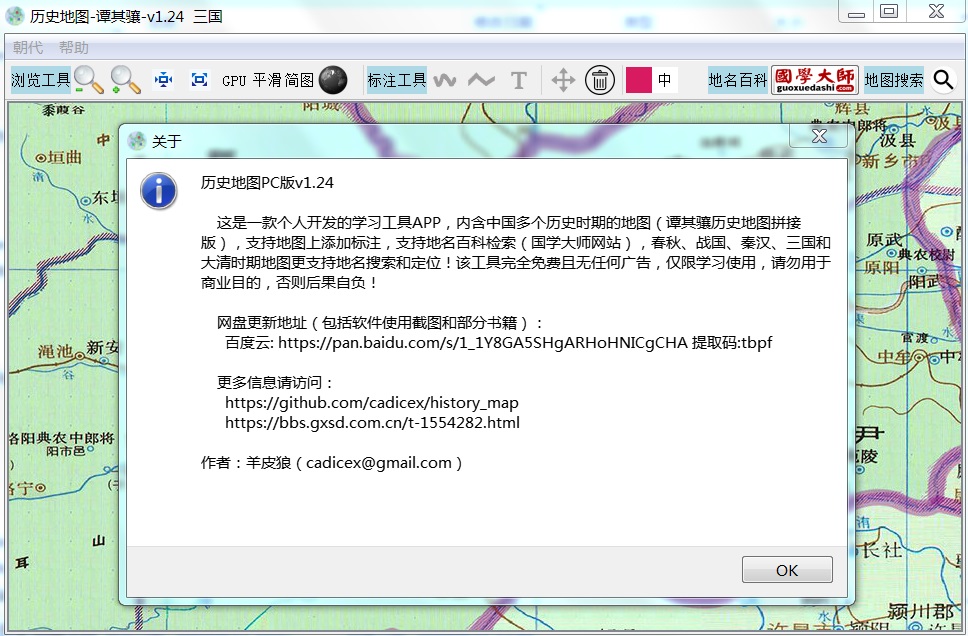 历史地图-谭其骧-v1.24 三国
朝代 帮助
浏览工具 GPU 平滑简图 标注工具 T 中 地名百科 國學大師 guoxuedashi.com 地图搜索
关于
历史地图PC版v1.24
这是一款个人开发的学习工具APP，内含中国多个历史时期的地图（谭其骧历史地图拼接
版），支持地图上添加标注，支持地名百科检索（国学大师网站），春秋、战国、秦汉、三国和
大清时期地图更支持地名搜索和定位！该工具完全免费且无任何广告，仅限学习使用，请勿用于
商业目的，否则后果自负！
网盘更新地址（包括软件使用截图和部分书籍）：
百度云: https://pan.baidu.com/s/1_1Y8GA5SHgARHoHNICgCHA 提取码:tbpf
更多信息请访问：
https://github.com/cadicex/history_map
https://bbs.gxsd.com.cn/t-1554282.html
作者：羊皮狼（cadicex@gmail.com）
OK
黍葭谷
中
垣曲
清
水
东垣
渑池
新安
谷
洛阳典农中郎将
阳市邑
山
耳
汲县
新乡市
原武
典农校尉
原阳
阳武
官渡
中牟
尹
长社
颍川郡